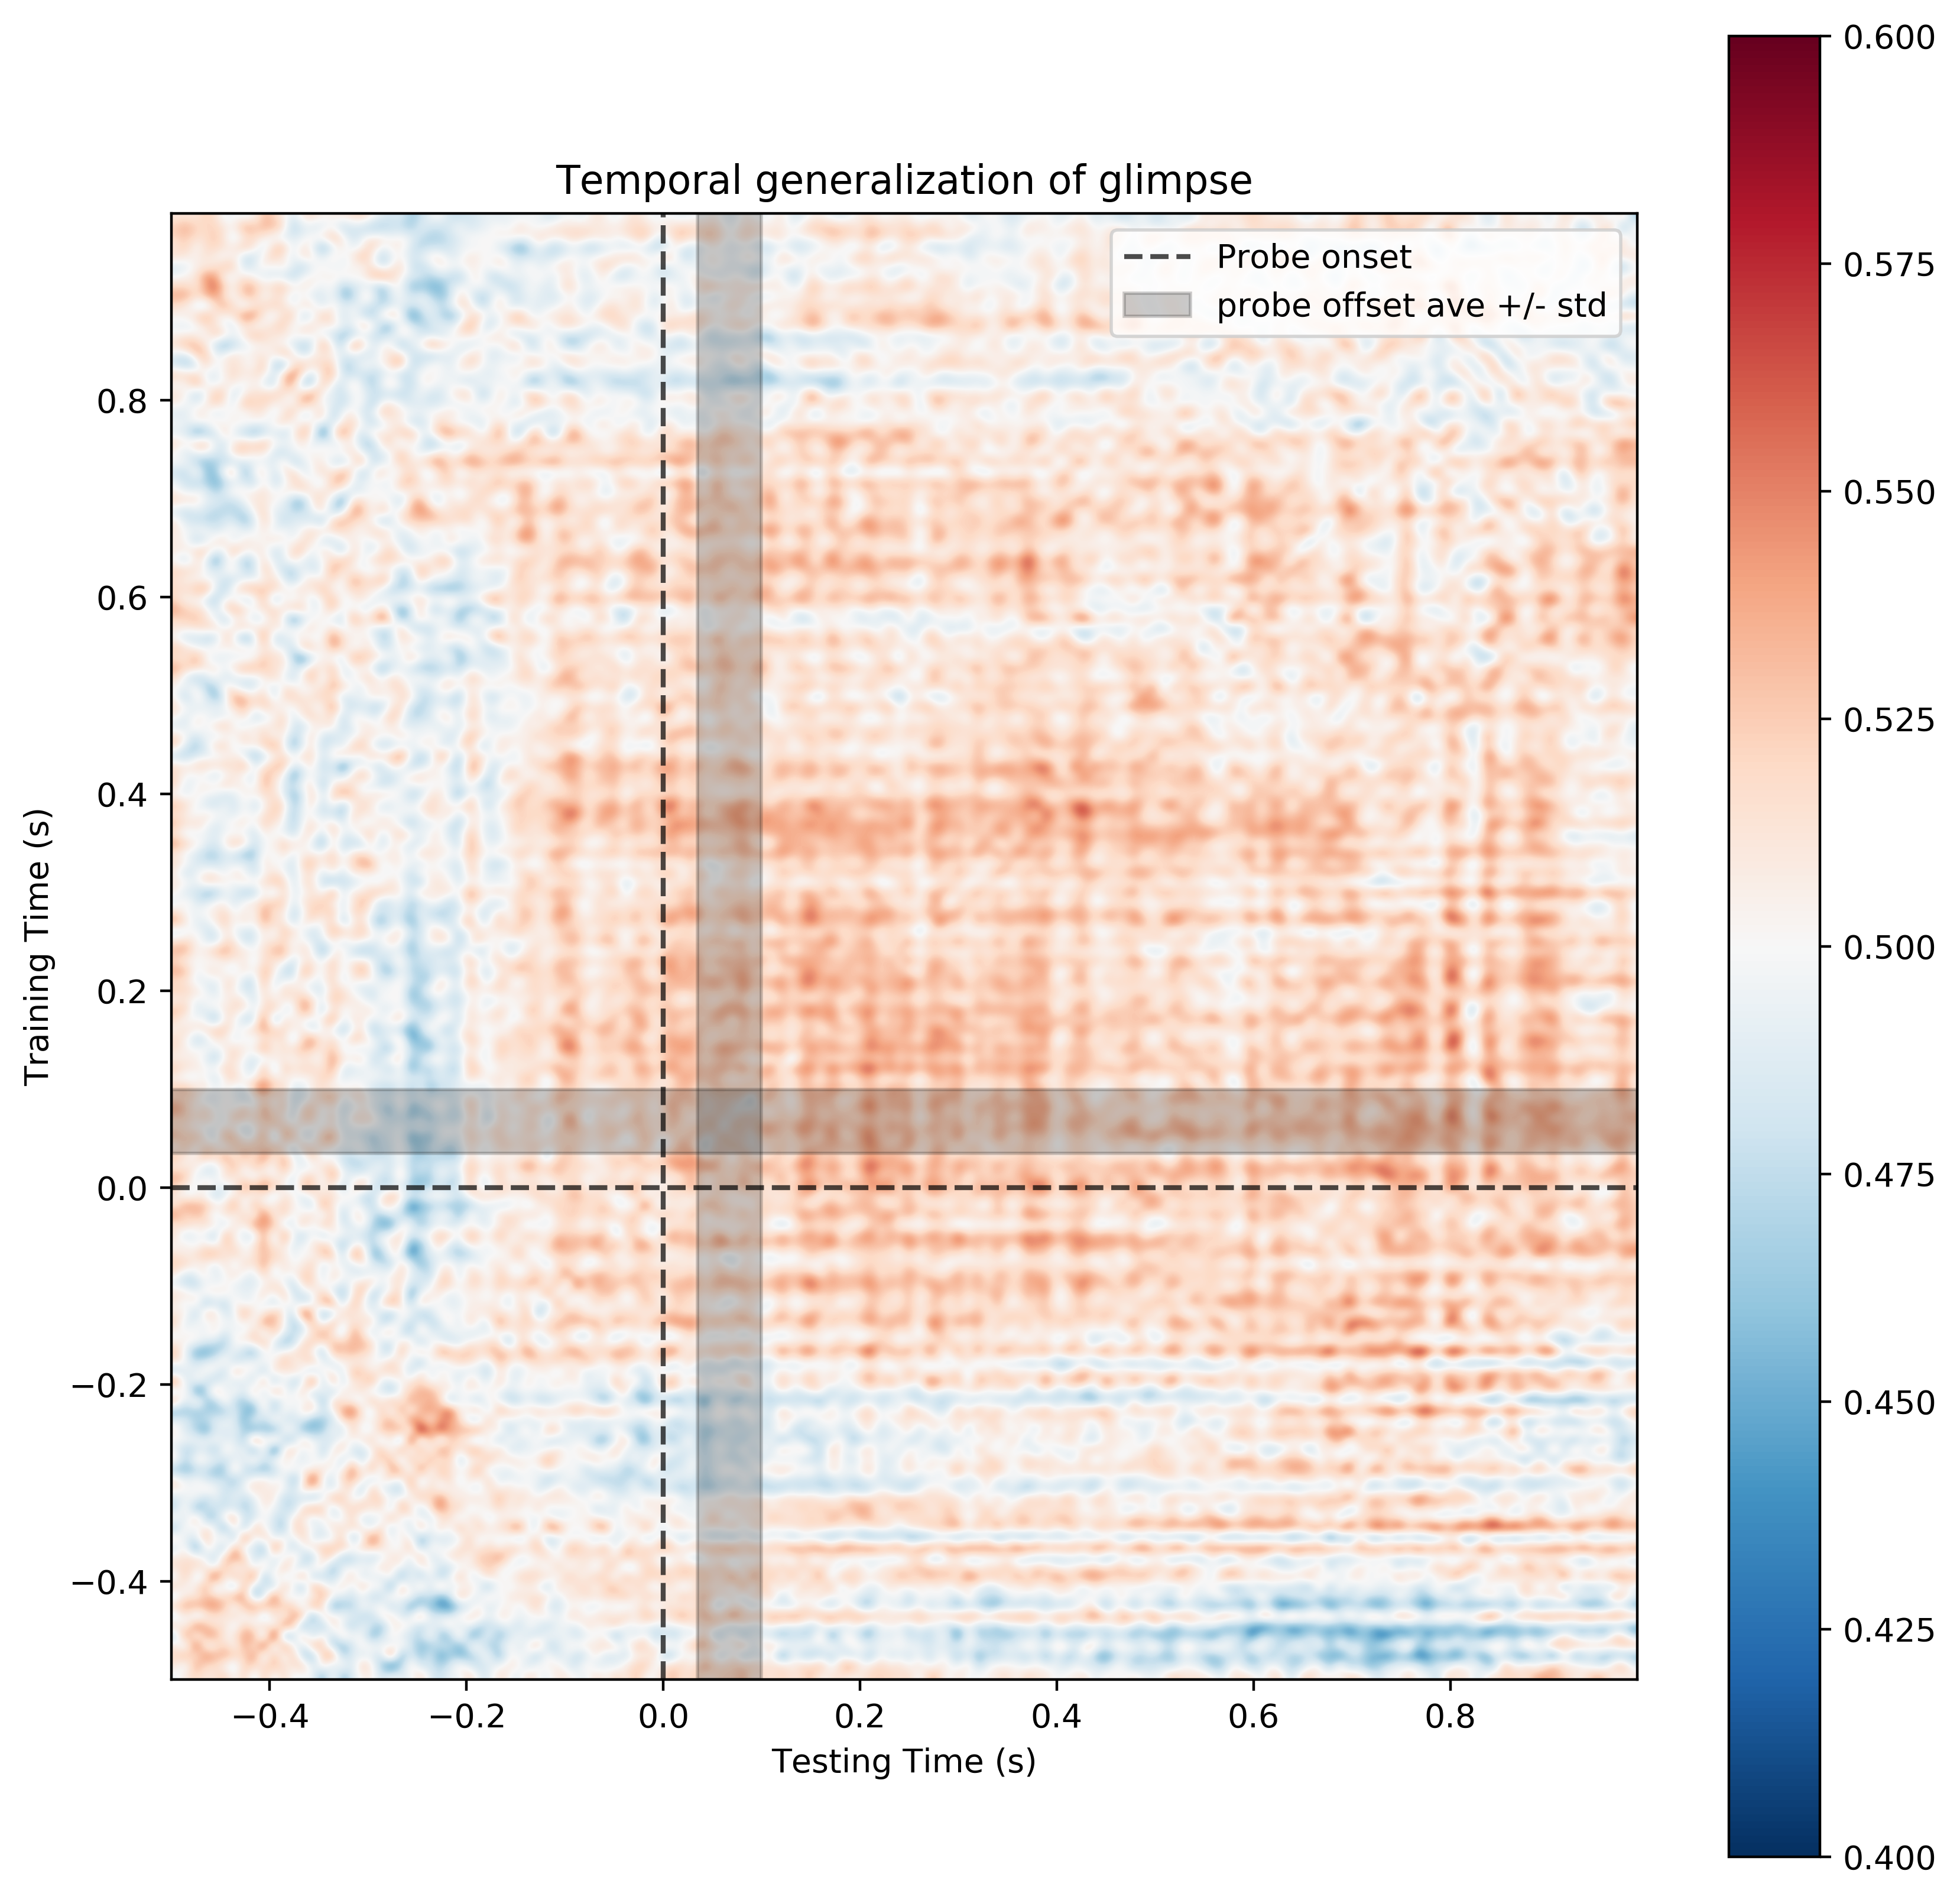 Temporal generalization of glimpse
Probe onset
probe offset ave +/- std
Training Time (s)
0.8
0.6
0.4
0.2
0.0
−0.2
−0.4
−0.4 −0.2 0.0 0.2 0.4 0.6 0.8
Testing Time (s)
0.600
0.575
0.550
0.525
0.500
0.475
0.450
0.425
0.400